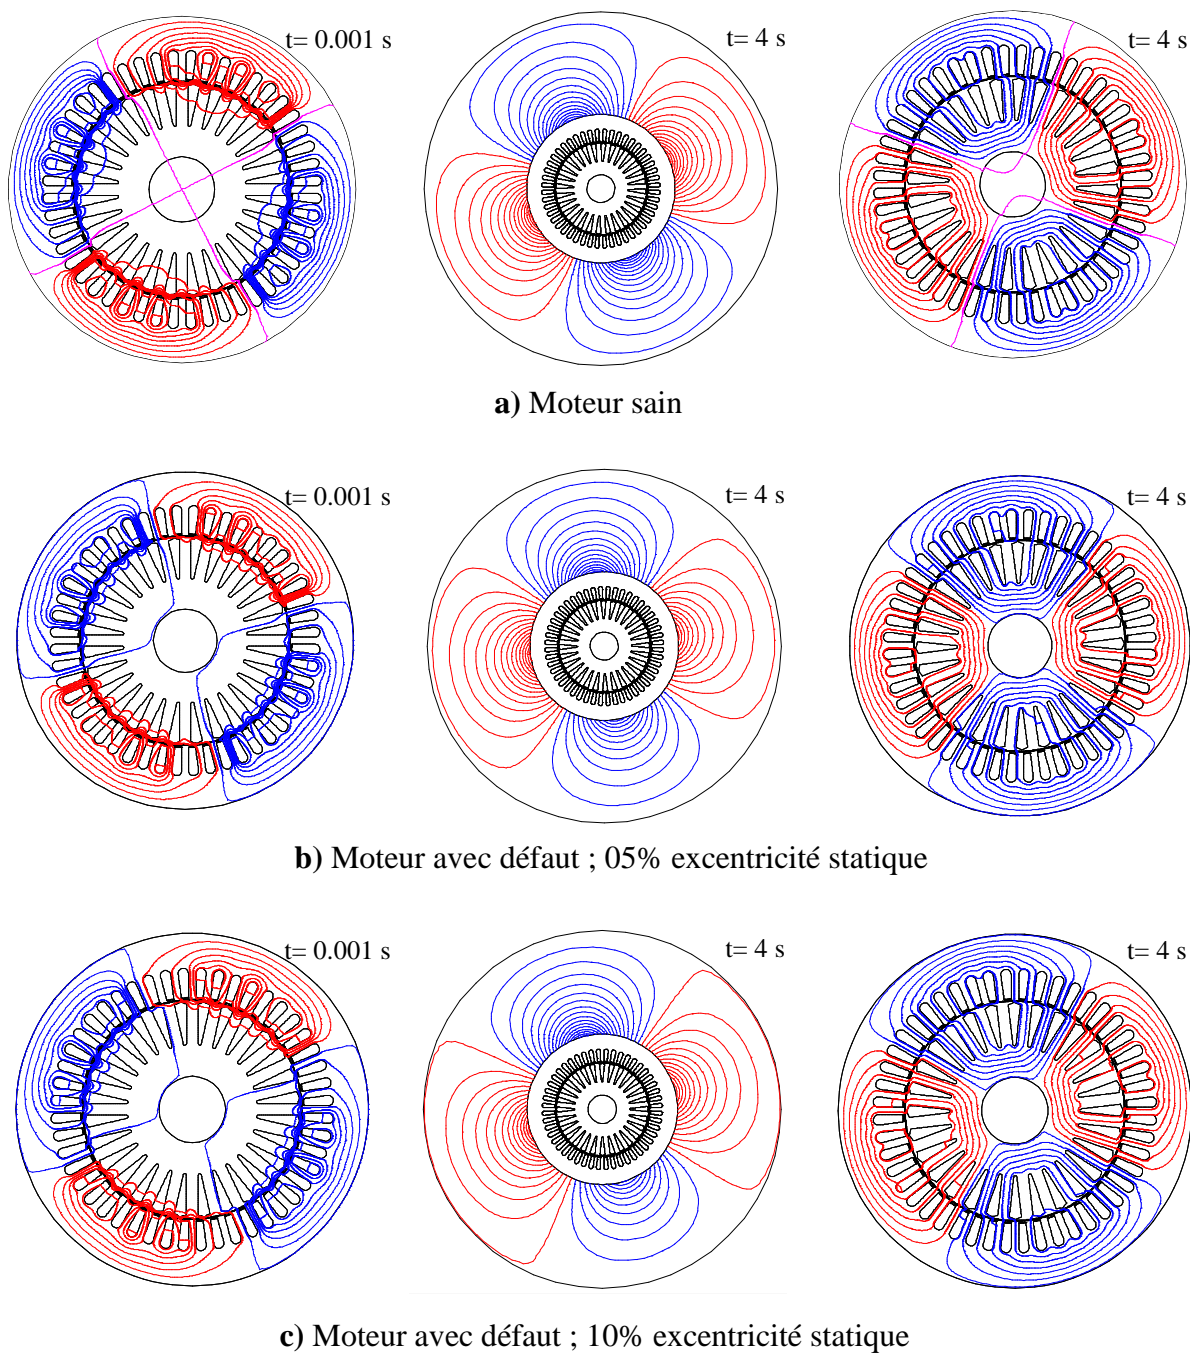 t= 0.001 s
t= 4 s
t= 4 s
a) Moteur sain
t= 0.001 s
t= 4 s
t= 4 s
b) Moteur avec défaut ; 05% excentricité statique
t= 0.001 s
t= 4 s
t= 4 s
c) Moteur avec défaut ; 10% excentricité statique